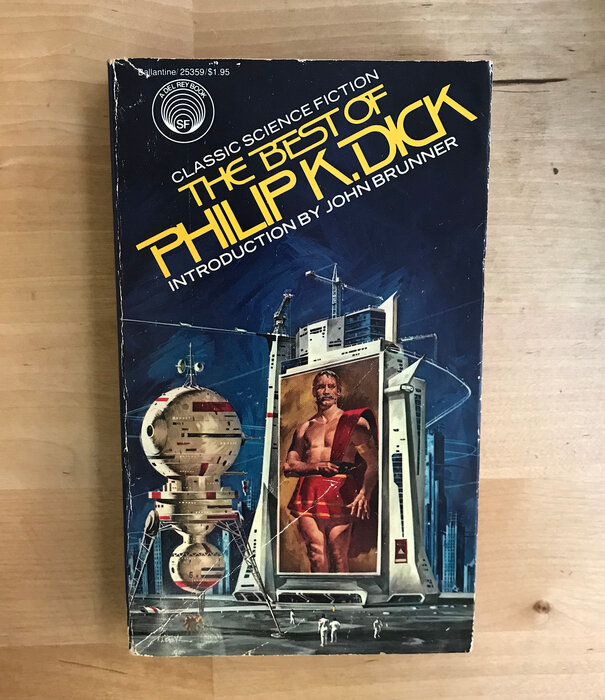 Ballantine/25359/$1.95
A DEL REY BOOK
SF
CLASSIC SCIENCE FICTION
THE BEST OF
PHILIP K. DICK
INTRODUCTION BY JOHN BRUNNER
6